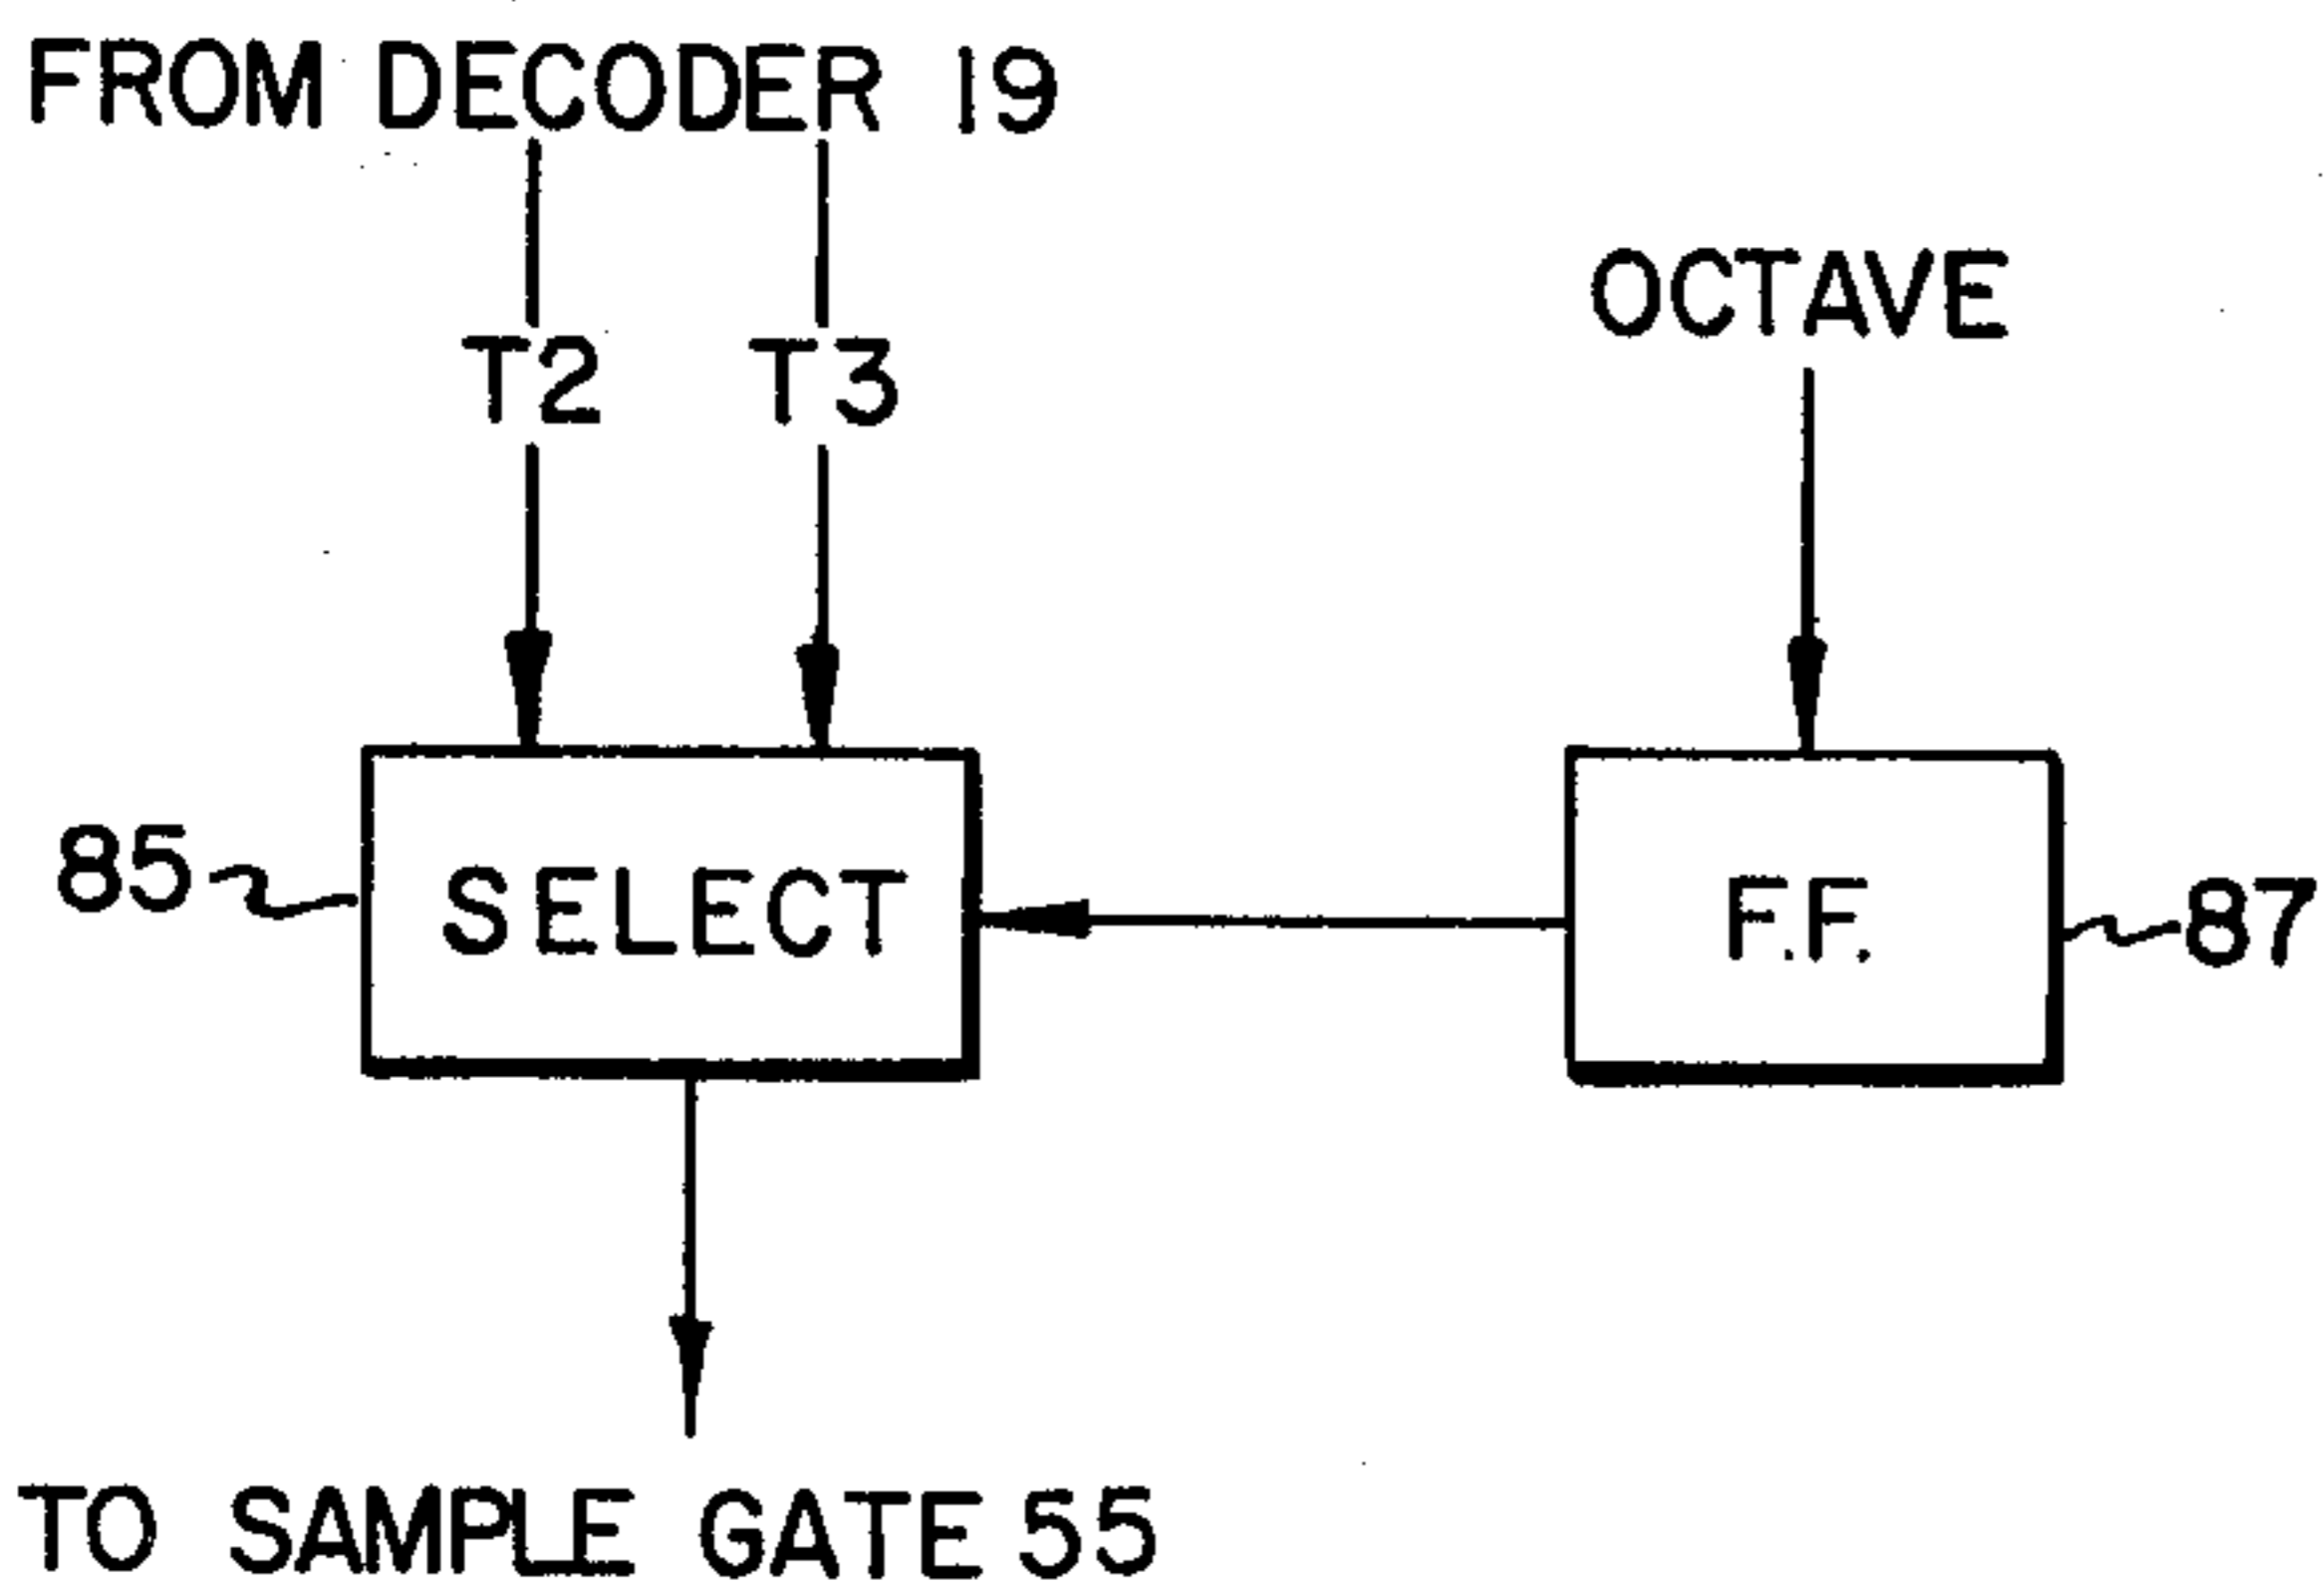 FROM DECODER 19
OCTAVE
T2 T3
85 SELECT F.F. 87
TO SAMPLE GATE 55